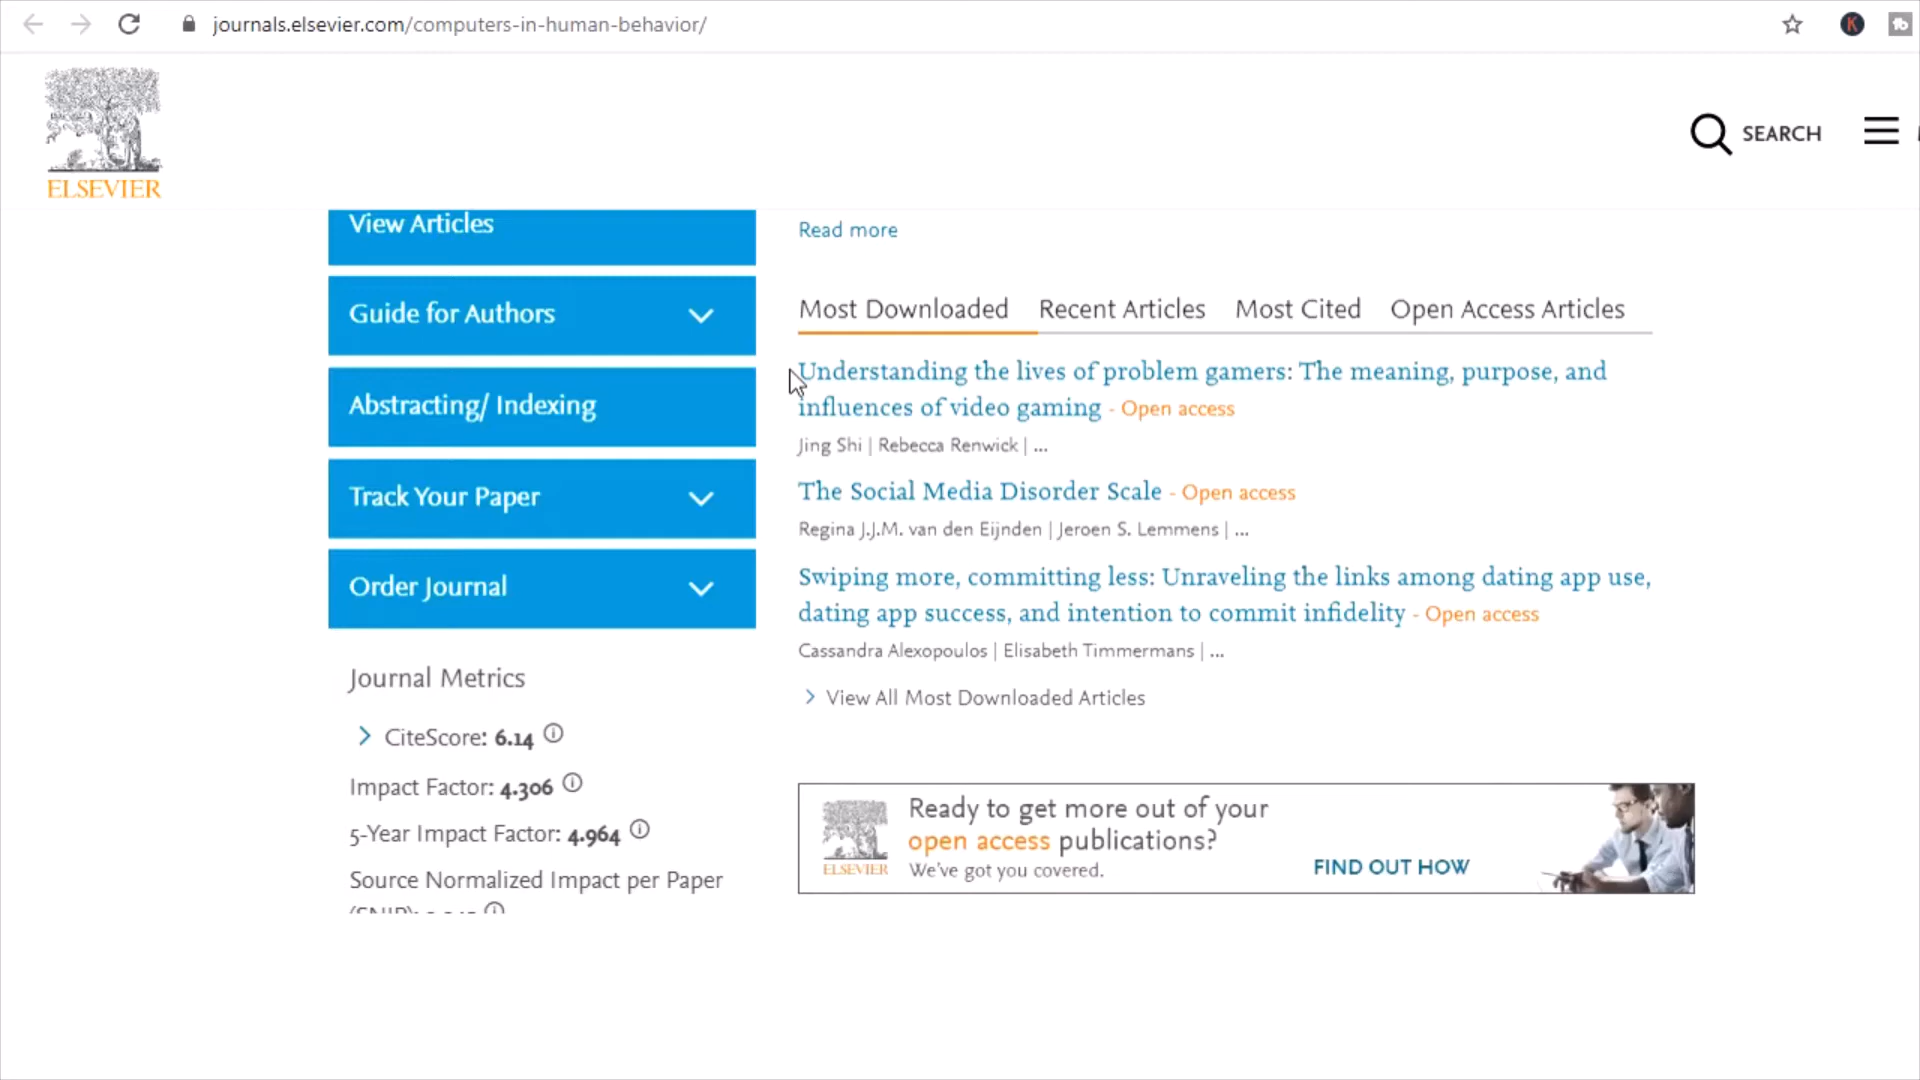 journals.elsevier.com/computers-in-human-behavior/
K
ELSEVIER
SEARCH
View Articles
Guide for Authors
Abstracting/ Indexing
Track Your Paper
Order Journal
Journal Metrics
CiteScore: 6.14
Impact Factor: 4.306
5-Year Impact Factor: 4.964
Source Normalized Impact per Paper
Read more
Most Downloaded Recent Articles Most Cited Open Access Articles
Understanding the lives of problem gamers: The meaning, purpose, and
influences of video gaming - Open access
Jing Shi | Rebecca Renwick | ...
The Social Media Disorder Scale - Open access
Regina J.J.M. van den Eijnden | Jeroen S. Lemmens | ...
Swiping more, committing less: Unraveling the links among dating app use,
dating app success, and intention to commit infidelity - Open access
Cassandra Alexopoulos | Elisabeth Timmermans | ...
View All Most Downloaded Articles
ELSEVIER
Ready to get more out of your
open access publications?
We've got you covered.
FIND OUT HOW